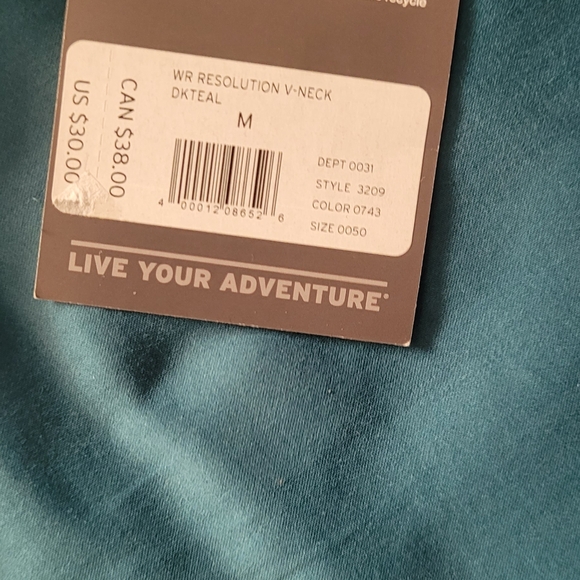 recycle
WR RESOLUTION V-NECK
DKTEAL
M
CAN $38.00
US $30.00
4 00012 08652 6
DEPT 0031
STYLE 3209
COLOR 0743
SIZE 0050
LIVE YOUR ADVENTURE®